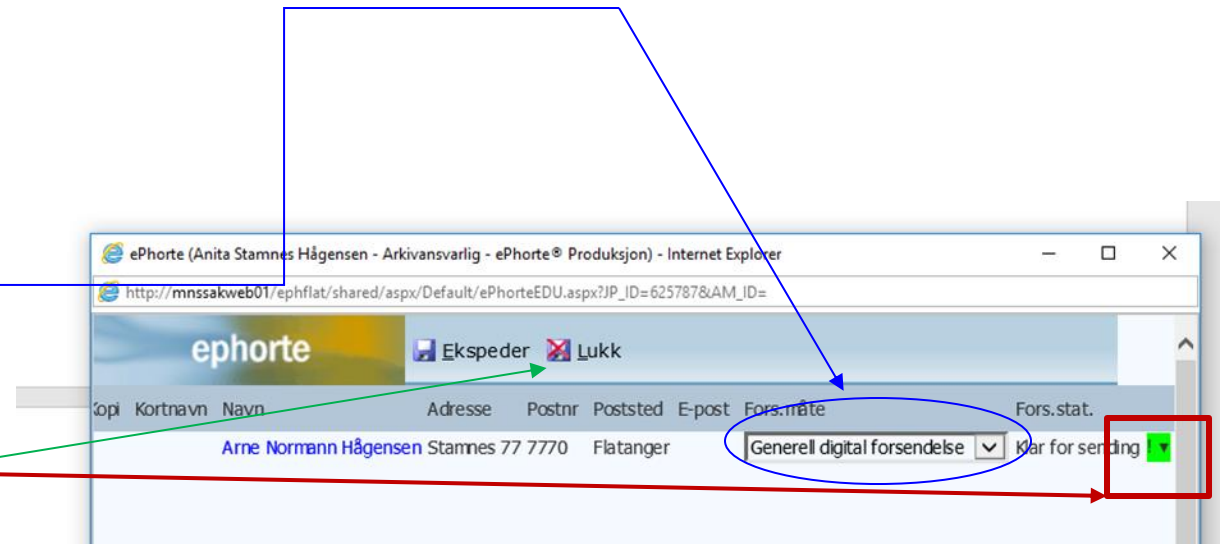 ePhorte (Anita Stamnes Hågensen - Arkivansvarlig - ePhorte® Produksjon) - Internet Explorer
http://mnssakweb01/ephflat/shared/aspx/Default/ePhorteEDU.aspx?JP_ID=625787&AM_ID=
ephorte Ekspeder Lukk
Kopi Kortnavn Navn Adresse Postnr Poststed E-post Fors.måte Fors.stat.
Arne Normann Hågensen Stamnes 77 7770 Flatanger Generell digital forsendelse Klar for sending !